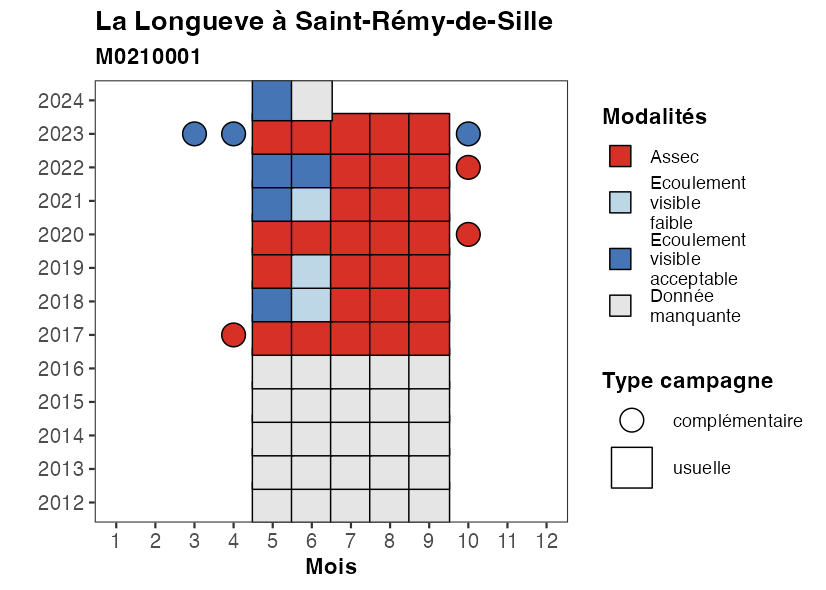 La Longueve à Saint-Rémy-de-Sille
M0210001
2024
2023
2022
2021
2020
2019
2018
2017
2016
2015
2014
2013
2012
1 2 3 4 5 6 7 8 9 10 11 12
Mois
Modalités
Assec
Ecoulement
visible
faible
Ecoulement
visible
acceptable
Donnée
manquante
Type campagne
complémentaire
usuelle